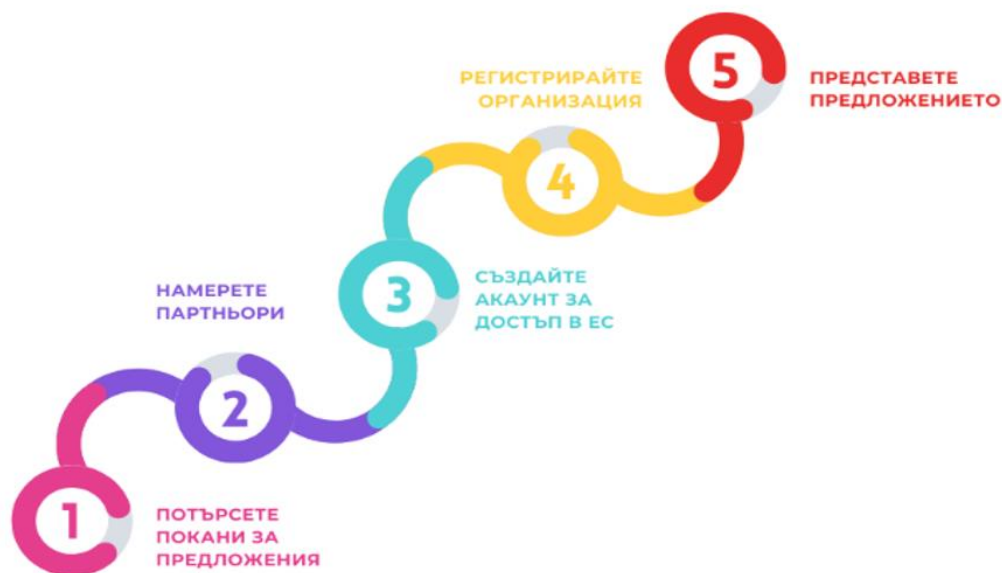 1
ПОТЪРСЕТЕ
ПОКАНИ ЗА
ПРЕДЛОЖЕНИЯ
2
НАМЕРЕТЕ
ПАРТНЬОРИ
3
СЪЗДАЙТЕ
АКАУНТ ЗА
ДОСТЪП В ЕС
4
РЕГИСТРИРАЙТЕ
ОРГАНИЗАЦИЯ
5
ПРЕДСТАВЕТЕ
ПРЕДЛОЖЕНИЕТО